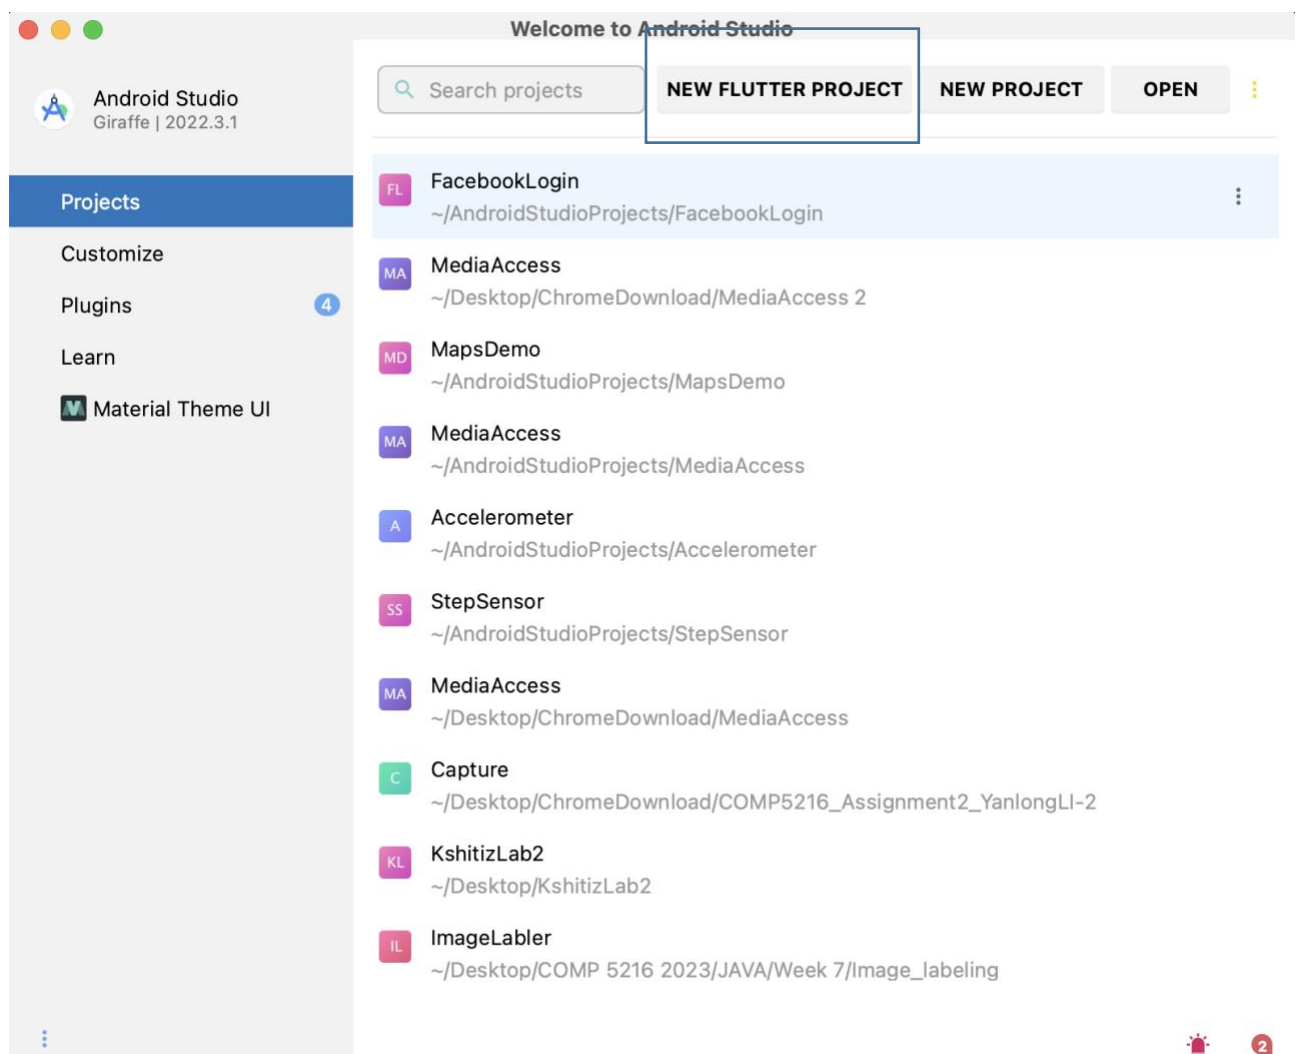 Welcome to Android Studio
Android Studio
Giraffe | 2022.3.1
Search projects
NEW FLUTTER PROJECT
NEW PROJECT
OPEN
Projects
Customize
Plugins
4
Learn
Material Theme UI
FL
FacebookLogin
~/AndroidStudioProjects/FacebookLogin
MA
MediaAccess
~/Desktop/ChromeDownload/MediaAccess 2
MD
MapsDemo
~/AndroidStudioProjects/MapsDemo
MA
MediaAccess
~/AndroidStudioProjects/MediaAccess
A
Accelerometer
~/AndroidStudioProjects/Accelerometer
SS
StepSensor
~/AndroidStudioProjects/StepSensor
MA
MediaAccess
~/Desktop/ChromeDownload/MediaAccess
C
Capture
~/Desktop/ChromeDownload/COMP5216_Assignment2_YanlongLI-2
KL
KshitizLab2
~/Desktop/KshitizLab2
IL
ImageLabler
~/Desktop/COMP 5216 2023/JAVA/Week 7/Image_labeling
2